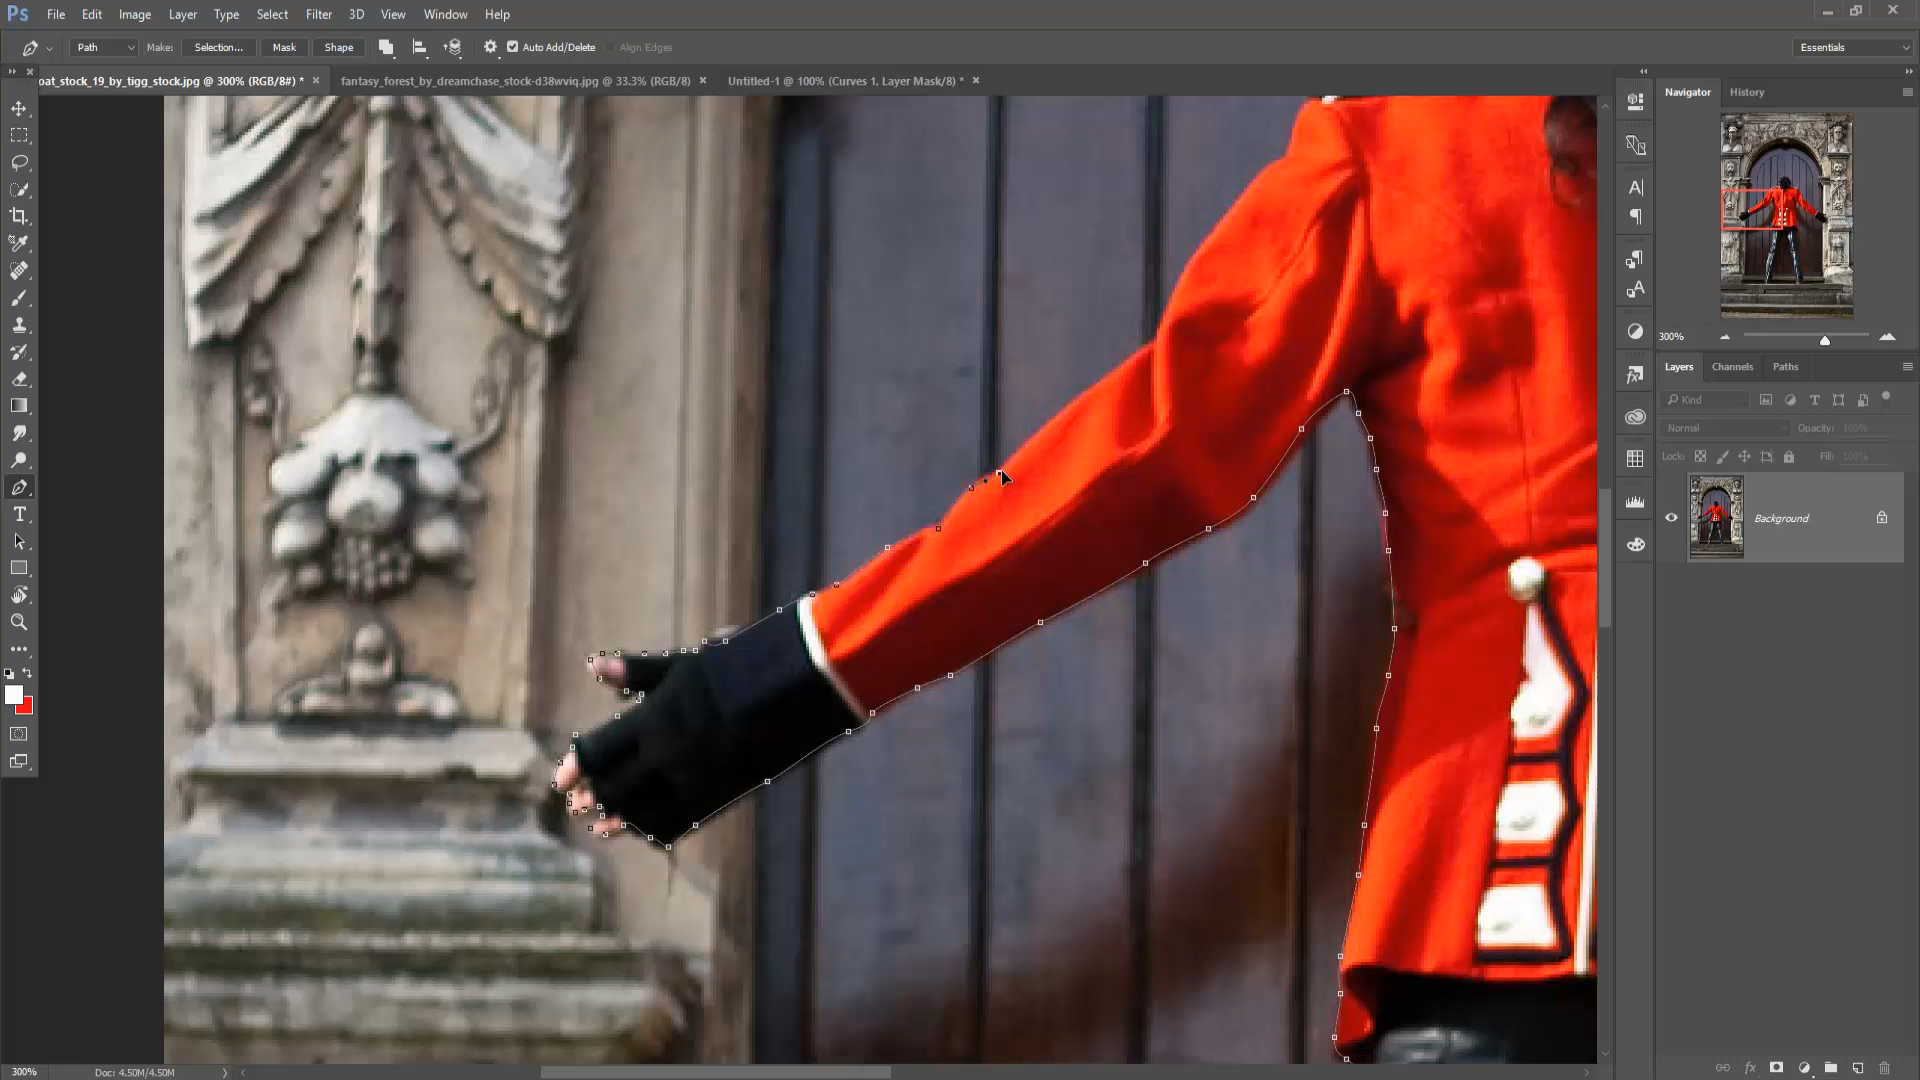 Ps File Edit Image Layer Type Select Filter 3D View Window Help
Path Make: Selection... Mask Shape Auto Add/Delete Align Edges Essentials
oat_stock_19_by_tigg_stock.jpg @ 300% (RGB/8#) * fantasy_forest_by_dreamchase_stock-d38wviq.jpg @ 33.3% (RGB/8) Untitled-1 @ 100% (Curves 1, Layer Mask/8) *
Navigator History
300%
Layers Channels Paths
Kind
Normal Opacity: 100%
Lock: Fill: 100%
Background
300% Doc: 4.50M/4.50M